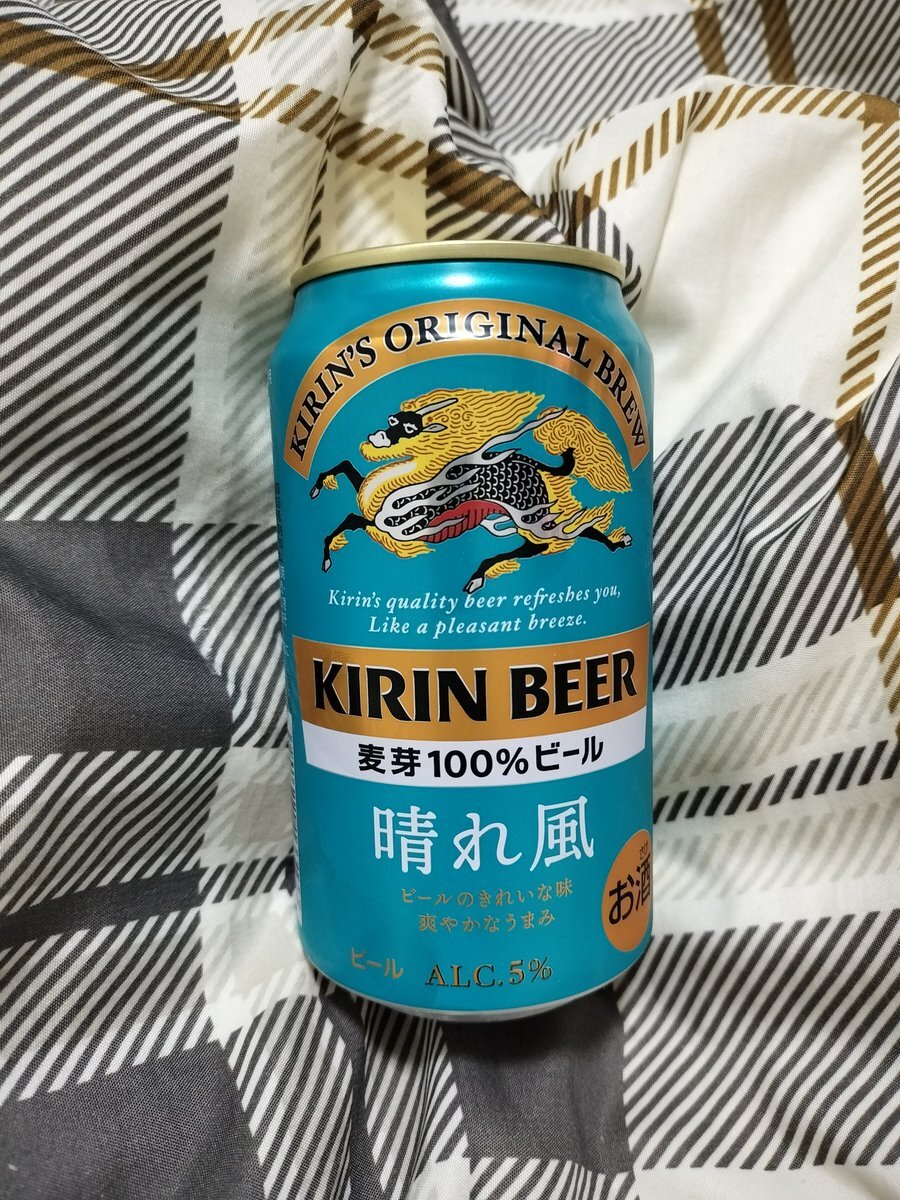 KIRIN'S ORIGINAL BREW
Kirin's quality beer refreshes you,
Like a pleasant breeze.
KIRIN BEER
麦芽100%ビール
晴れ風
ビールのきれいな味
爽やかなうまみ
さけ
お酒
ビール ALC.5%